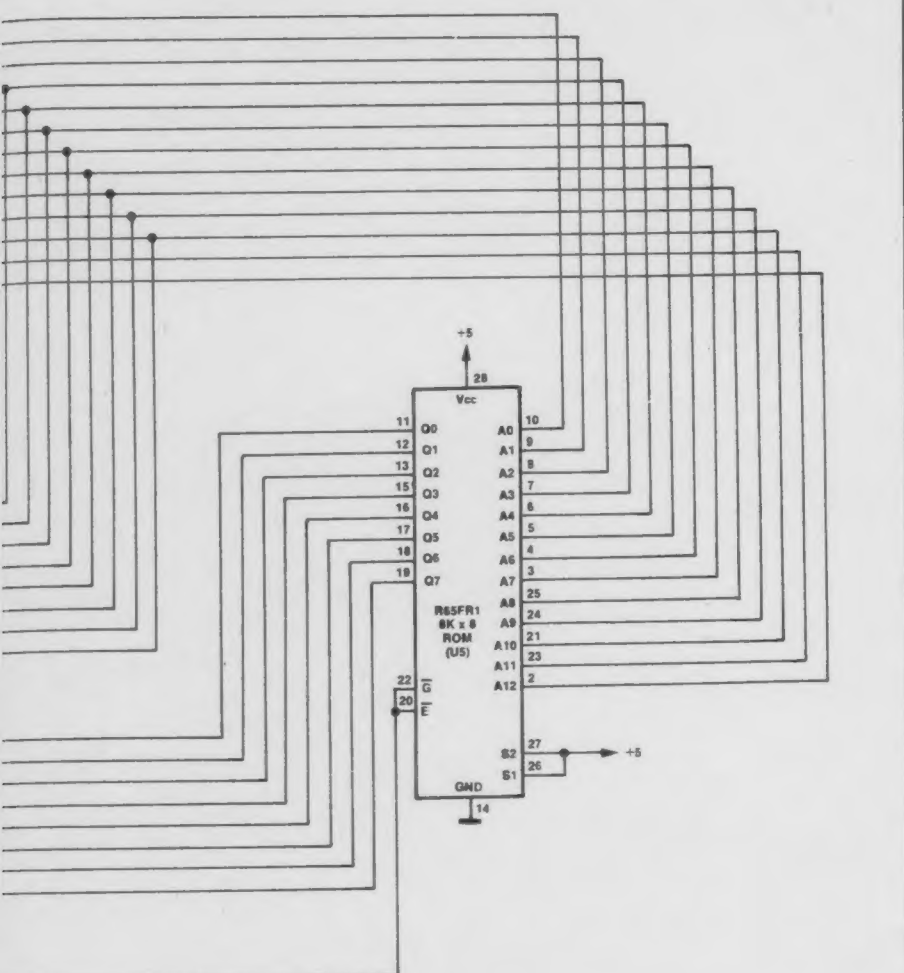 +5
28
Vcc
11 Q0 A0 10
12 Q1 A1 9
13 Q2 A2 8
15 Q3 A3 7
16 Q4 A4 6
17 Q5 A5 5
18 Q6 A6 4
19 Q7 A7 3
A8 25
R65FR1
A9 24
8K x 8
ROM
A10 21
(U5)
A11 23
22 G A12 2
20 E
S2 27 +5
S1 26
GND
14